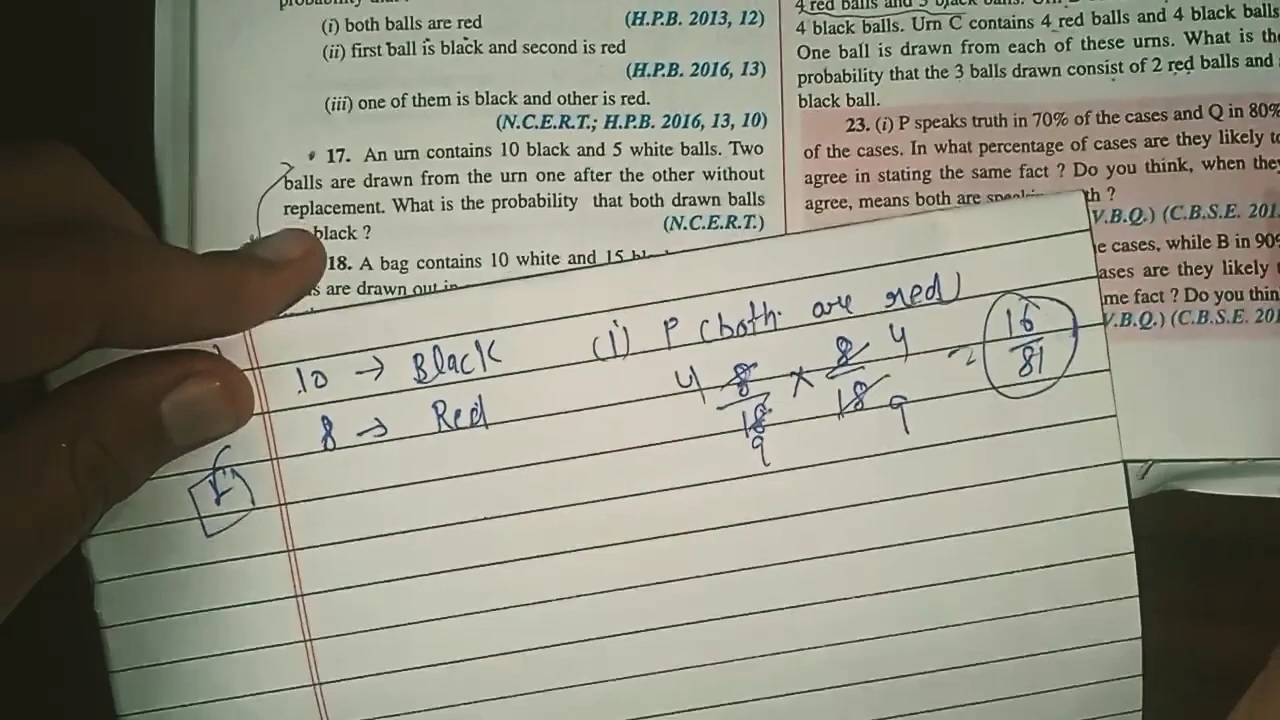 (i) both balls are red (H.P.B. 2013, 12)
(ii) first ball is black and second is red
(H.P.B. 2016, 13)
(iii) one of them is black and other is red.
(N.C.E.R.T.; H.P.B. 2016, 13, 10)
17. An urn contains 10 black and 5 white balls. Two
balls are drawn from the urn one after the other without
replacement. What is the probability that both drawn balls
black ?
(N.C.E.R.T.)
18. A bag contains 10 white and 15
are drawn out
4 red balls and
4 black balls. Urn C contains 4 red balls and 4 black balls
One ball is drawn from each of these urns. What is the
probability that the 3 balls drawn consist of 2 red balls and
black ball.
23. (i) P speaks truth in 70% of the cases and Q in 80%
of the cases. In what percentage of cases are they likely to
agree in stating the same fact ? Do you think, when they
agree, means both are
?
V.B.Q.) (C.B.S.E. 201
cases, while B in 90%
are they likely
me fact ? Do you thin
V.B.Q.) (C.B.S.E. 201
10 → Black
8 → Red
(i) P (both are red)
4 8/18 9 × 8 4/18 9 = 16/81